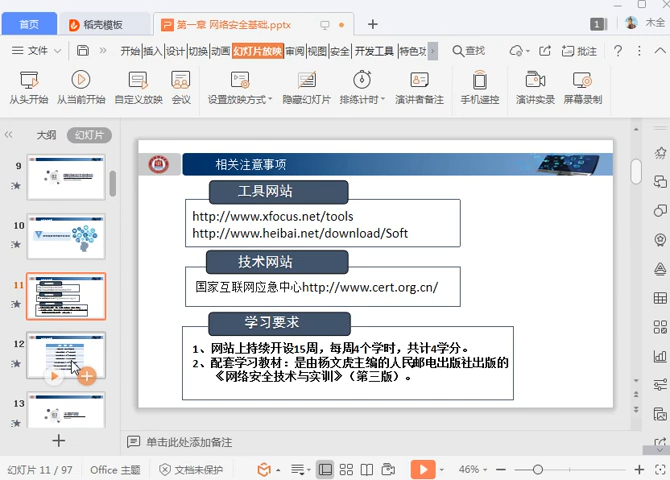 首页
稻壳模板
第一章 网络安全基础.pptx
1
木全
文件
开始
插入
设计
切换
动画
幻灯片放映
审阅
视图
安全
开发工具
特色功
查找
批注
从头开始
从当前开始
自定义放映
会议
设置放映方式
隐藏幻灯片
排练计时
演讲者备注
手机遥控
演讲实录
屏幕录制
大纲
幻灯片
9
10
11
12
13
相关注意事项
工具网站
http://www.xfocus.net/tools
http://www.heibai.net/download/Soft
技术网站
国家互联网应急中心http://www.cert.org.cn/
学习要求
1、网站上持续开设15周，每周4个学时，共计4学分。
2、配套学习教材：是由杨文虎主编的人民邮电出版社出版的
《网络安全技术与实训》（第三版）。
单击此处添加备注
幻灯片 11 / 97
Office 主题
文档未保护
46%